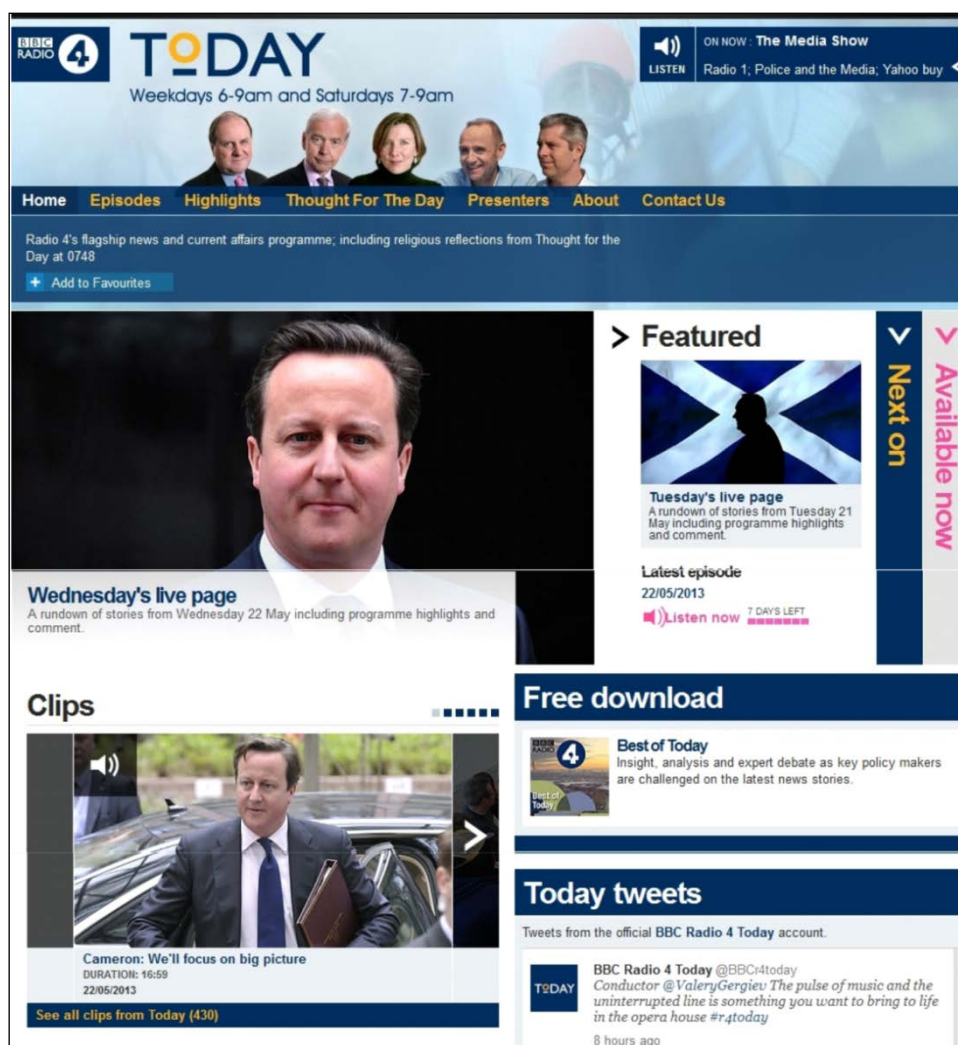 BBC
RADIO 4
TODAY
Weekdays 6-9am and Saturdays 7-9am
LISTEN
ON NOW : The Media Show
Radio 1; Police and the Media; Yahoo buy
Home Episodes Highlights Thought For The Day Presenters About Contact Us
Radio 4's flagship news and current affairs programme; including religious reflections from Thought for the
Day at 0748
+ Add to Favourites
Wednesday's live page
A rundown of stories from Wednesday 22 May including programme highlights and
comment.
Featured
Tuesday's live page
A rundown of stories from Tuesday 21
May including programme highlights
and comment.
Latest episode
22/05/2013
Listen now 7 DAYS LEFT
Next on
Available now
Clips
Cameron: We'll focus on big picture
DURATION: 16:59
22/05/2013
See all clips from Today (430)
Free download
BBC
RADIO 4
Best of
Today
Best of Today
Insight, analysis and expert debate as key policy makers
are challenged on the latest news stories.
Today tweets
Tweets from the official BBC Radio 4 Today account.
TODAY
BBC Radio 4 Today @BBCr4today
Conductor @ValeryGergiev The pulse of music and the
uninterrupted line is something you want to bring to life
in the opera house #r4today
8 hours ago